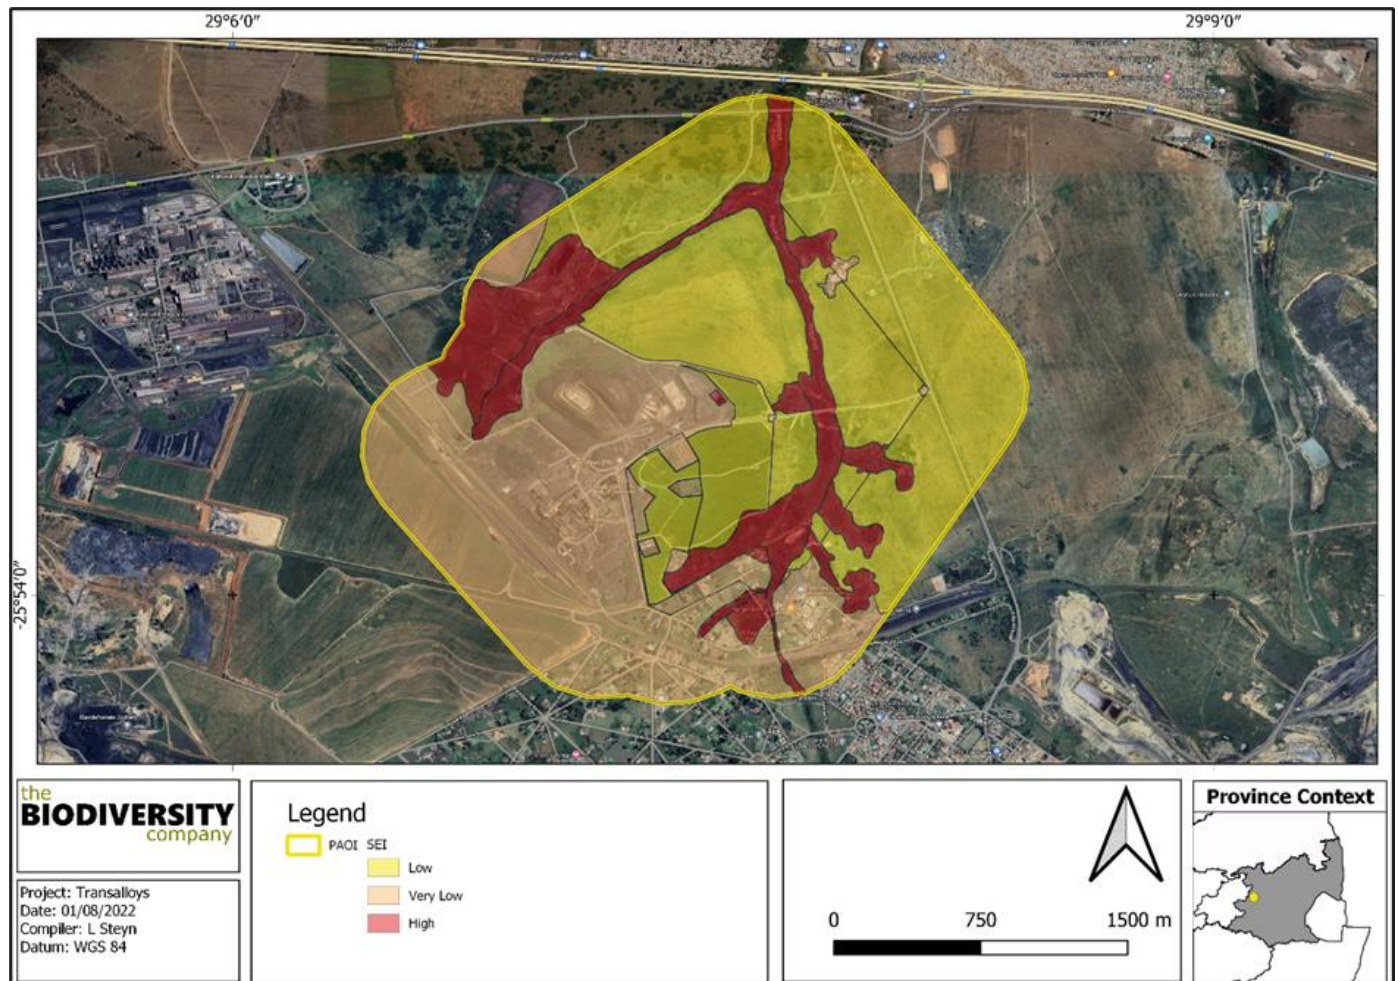 29°6'0"
29°9'0"
-25°54'0"
the
BIODIVERSITY
company
Project: Transalloys
Date: 01/08/2022
Compiler: L Steyn
Datum: WGS 84
Legend
PAOI SEI
Low
Very Low
High
0 750 1500 m
Province Context